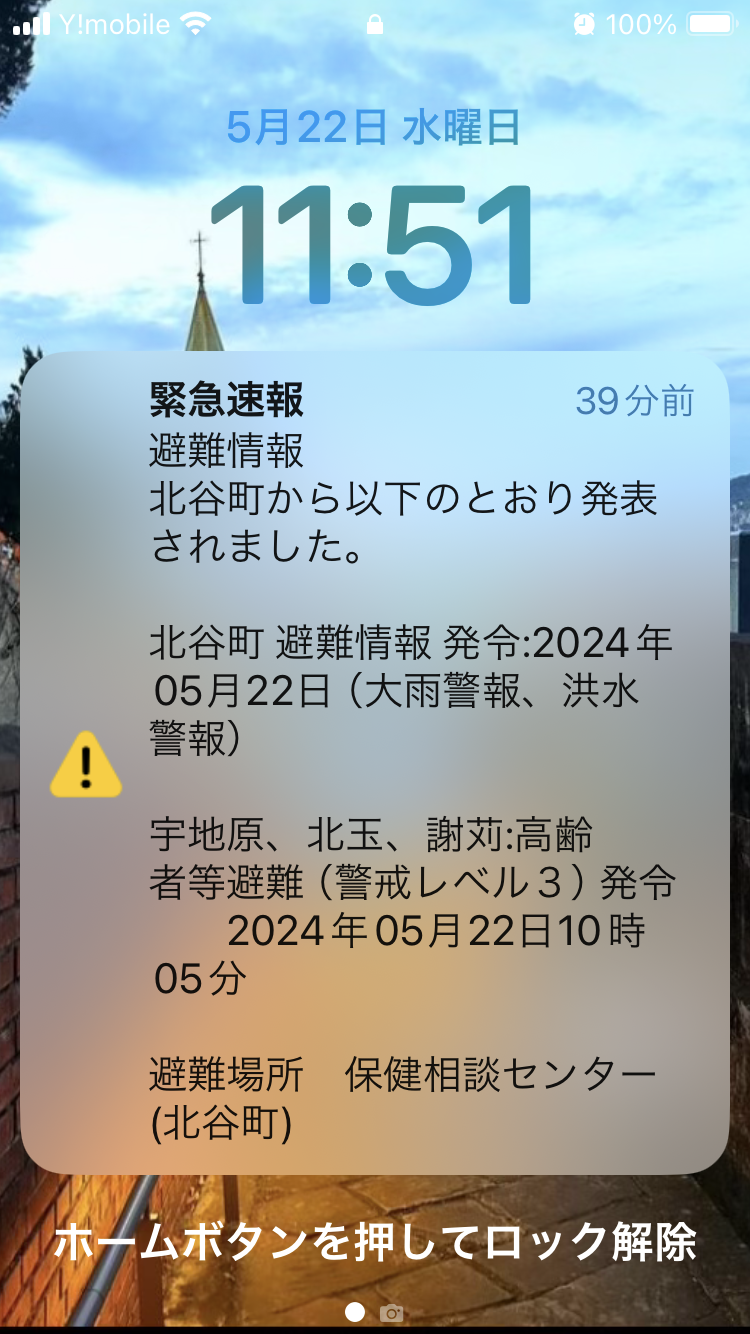 Y!mobile 100%
5月22日 水曜日
11:51
緊急速報 39分前
避難情報
北谷町から以下のとおり発表
されました。
北谷町 避難情報 発令:2024年
05月22日（大雨警報、洪水
警報）
宇地原、北玉、謝苅:高齢
者等避難（警戒レベル３）発令
2024年05月22日10時
05分
避難場所　保健相談センター
(北谷町)
ホームボタンを押してロック解除